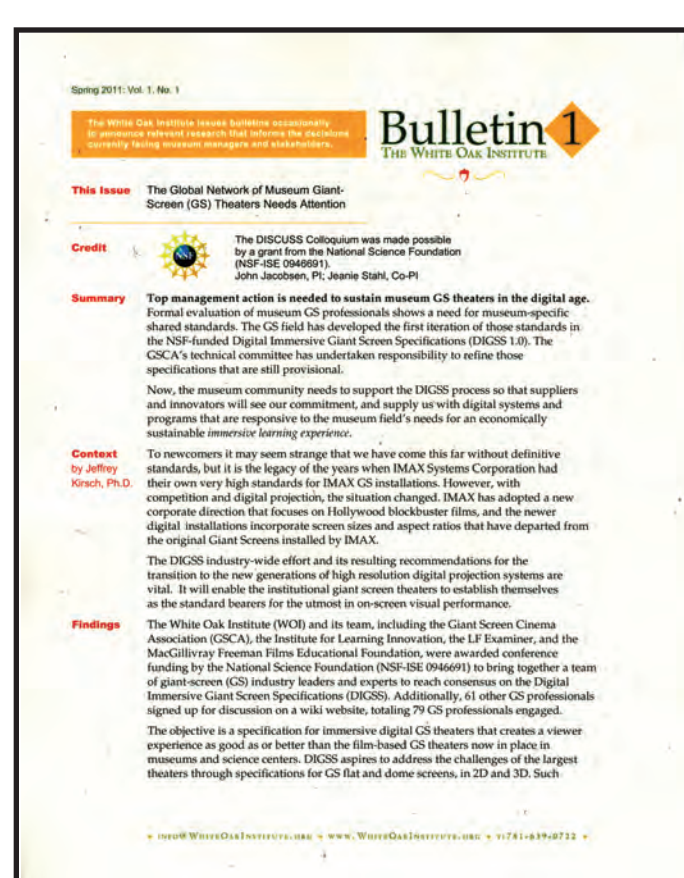 Spring 2011: Vol. 1, No. 1
The White Oak Institute issues bulletins occasionally
to announce relevant research that informs the decisions
currently facing museum managers and stakeholders.
Bulletin 1
THE WHITE OAK INSTITUTE
This Issue
The Global Network of Museum Giant-
Screen (GS) Theaters Needs Attention
Credit
NSF
The DISCUSS Colloquium was made possible
by a grant from the National Science Foundation
(NSF-ISE 0946691).
John Jacobsen, PI; Jeanie Stahl, Co-PI
Summary
Top management action is needed to sustain museum GS theaters in the digital age.
Formal evaluation of museum GS professionals shows a need for museum-specific
shared standards. The GS field has developed the first iteration of those standards in
the NSF-funded Digital Immersive Giant Screen Specifications (DIGSS 1.0). The
GSCA's technical committee has undertaken responsibility to refine those
specifications that are still provisional.
Now, the museum community needs to support the DIGSS process so that suppliers
and innovators will see our commitment, and supply us with digital systems and
programs that are responsive to the museum field's needs for an economically
sustainable immersive learning experience.
Context
by Jeffrey
Kirsch, Ph.D.
To newcomers it may seem strange that we have come this far without definitive
standards, but it is the legacy of the years when IMAX Systems Corporation had
their own very high standards for IMAX GS installations. However, with
competition and digital projection, the situation changed. IMAX has adopted a new
corporate direction that focuses on Hollywood blockbuster films, and the newer
digital installations incorporate screen sizes and aspect ratios that have departed from
the original Giant Screens installed by IMAX.
The DIGSS industry-wide effort and its resulting recommendations for the
transition to the new generations of high resolution digital projection systems are
vital. It will enable the institutional giant screen theaters to establish themselves
as the standard bearers for the utmost in on-screen visual performance.
Findings
The White Oak Institute (WOI) and its team, including the Giant Screen Cinema
Association (GSCA), the Institute for Learning Innovation, the LF Examiner, and the
MacGillivray Freeman Films Educational Foundation, were awarded conference
funding by the National Science Foundation (NSF-ISE 0946691) to bring together a team
of giant-screen (GS) industry leaders and experts to reach consensus on the Digital
Immersive Giant Screen Specifications (DIGSS). Additionally, 61 other GS professionals
signed up for discussion on a wiki website, totaling 79 GS professionals engaged.
The objective is a specification for immersive digital GS theaters that creates a viewer
experience as good as or better than the film-based GS theaters now in place in
museums and science centers. DIGSS aspires to address the challenges of the largest
theaters through specifications for GS flat and dome screens, in 2D and 3D. Such
INFO@WHITEOAKINSTITUTE.ORG • WWW.WHITEOAKINSTITUTE.ORG • T:781-639-0722